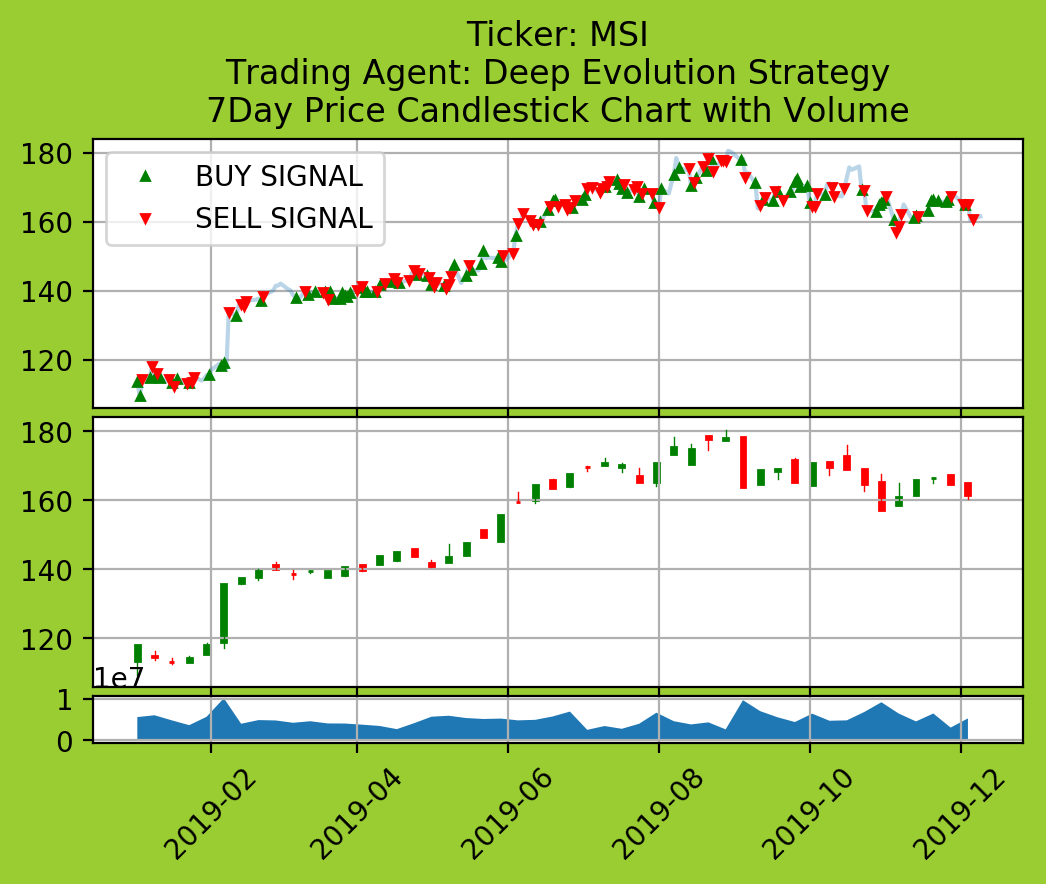 Ticker: MSI
Trading Agent: Deep Evolution Strategy
7Day Price Candlestick Chart with Volume
180
160
140
120
BUY SIGNAL
SELL SIGNAL
180
160
140
120
1e7
1
0
2019-02
2019-04
2019-06
2019-08
2019-10
2019-12